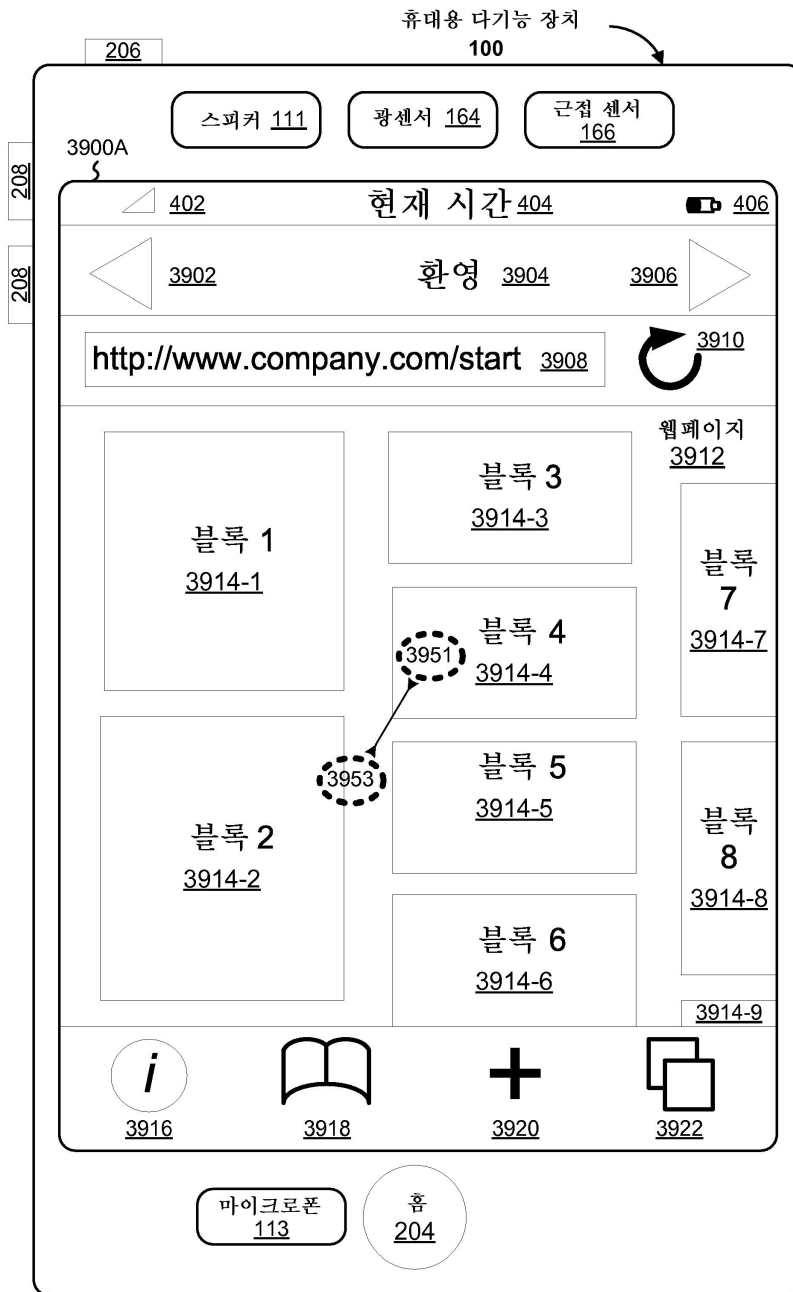 휴대용 다기능 장치
100
206
스피커 111
광센서 164
근접 센서
166
3900A
208
208
402
현재 시간 404
406
3902
환영 3904
3906
http://www.company.com/start 3908
3910
웹페이지
3912
블록 1
3914-1
블록 3
3914-3
블록
7
3914-7
블록 4
3951
3914-4
3953
블록 2
3914-2
블록 5
3914-5
블록
8
3914-8
블록 6
3914-6
3914-9
i
3916
3918
3920
3922
마이크로폰
113
홈
204